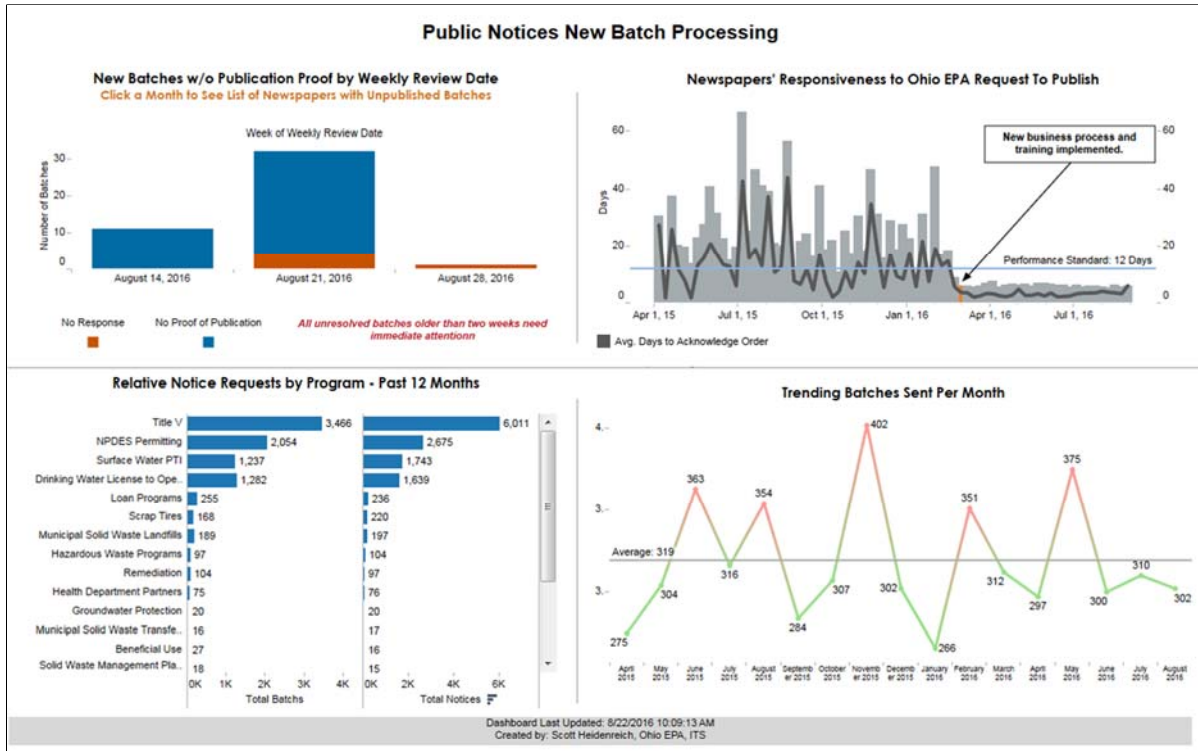 Public Notices New Batch Processing
New Batches w/o Publication Proof by Weekly Review Date
Click a Month to See List of Newspapers with Unpublished Batches
Week of Weekly Review Date
Number of Batches
30
20
10
0
August 14, 2016
August 21, 2016
August 28, 2016
No Response
No Proof of Publication
All unresolved batches older than two weeks need
immediate attentionn
Newspapers' Responsiveness to Ohio EPA Request To Publish
New business process and
training implemented.
Days
60
40
20
0
60
40
20
0
Performance Standard: 12 Days
Apr 1, 15
Jul 1, 15
Oct 1, 15
Jan 1, 16
Apr 1, 16
Jul 1, 16
Avg. Days to Acknowledge Order
Relative Notice Requests by Program - Past 12 Months
Title V 3,466 6,011
NPDES Permitting 2,054 2,675
Surface Water PTI 1,237 1,743
Drinking Water License to Ope.. 1,282 1,639
Loan Programs 255 236
Scrap Tires 168 220
Municipal Solid Waste Landfills 189 197
Hazardous Waste Programs 97 104
Remediation 104 97
Health Department Partners 75 76
Groundwater Protection 20 20
Municipal Solid Waste Transfe.. 16 17
Beneficial Use 27 16
Solid Waste Management Pla.. 18 15
0K 1K 2K 3K 4K 0K 2K 4K 6K
Total Batchs Total Notices
Trending Batches Sent Per Month
4,
3,
3,
Average: 319
275
304
363
316
354
284
307
402
302
266
351
312
297
375
300
310
302
April
2015
May
2015
June
2015
July
2015
August
2015
Septemb
er 2015
October
2015
Novemb
er 2015
Decembe
r 2015
January
2016
February
2016
March
2016
April
2016
May
2016
June
2016
July
2016
August
2016
Dashboard Last Updated: 8/22/2016 10:09:13 AM
Created by: Scott Heidenreich, Ohio EPA, ITS